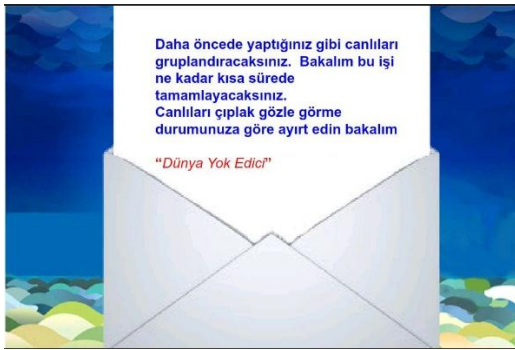 Daha öncede yaptığınız gibi canlıları
gruplandıracaksınız. Bakalım bu işi
ne kadar kısa sürede
tamamlayacaksınız.
Canlıları çıplak gözle görme
durumunuza göre ayırt edin bakalım
“Dünya Yok Edici”